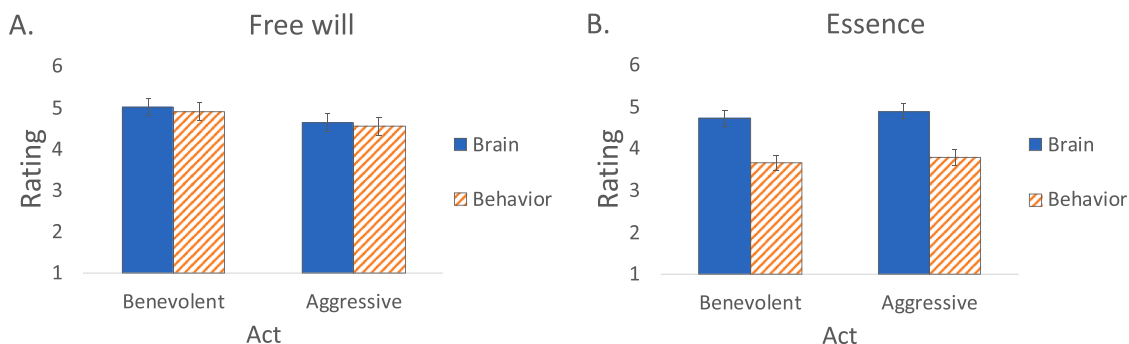 A.
Free will
6
5
4
3
2
1
Rating
Benevolent
Aggressive
Act
Brain
Behavior
B.
Essence
6
5
4
3
2
1
Rating
Benevolent
Aggressive
Act
Brain
Behavior